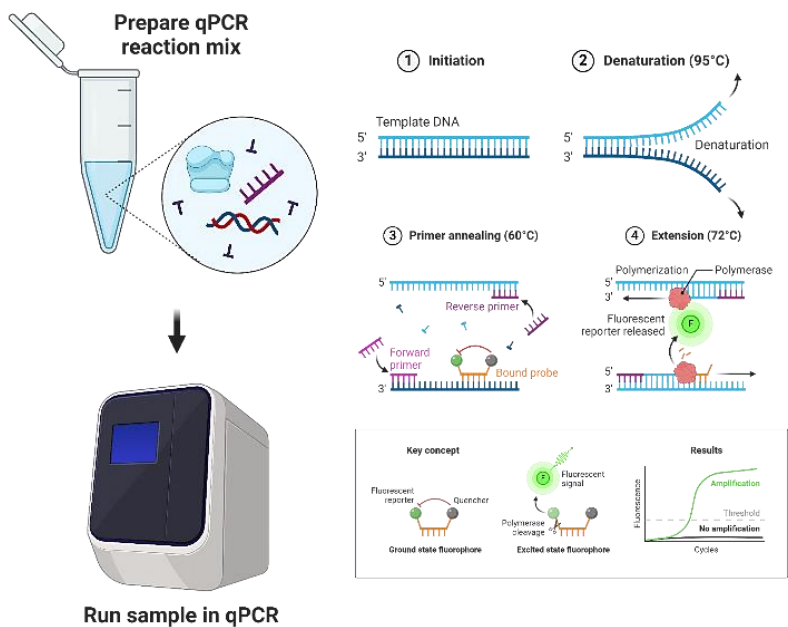 Prepare qPCR
reaction mix
1 Initiation
Template DNA
5'
3'
2 Denaturation (95°C)
5'
3'
Denaturation
3 Primer annealing (60°C)
5'
Reverse primer
Forward
primer
Bound probe
3'
4 Extension (72°C)
Polymerization
Polymerase
5'
3'
Fluorescent
reporter released
F
5'
3'
Key concept
Fluorescent
reporter
Quencher
Ground state fluorophore
F
Fluorescent
signal
Polymerase
cleavage
Excited state fluorophore
Results
Fluorescence
Amplification
Threshold
No amplification
Cycles
Run sample in qPCR